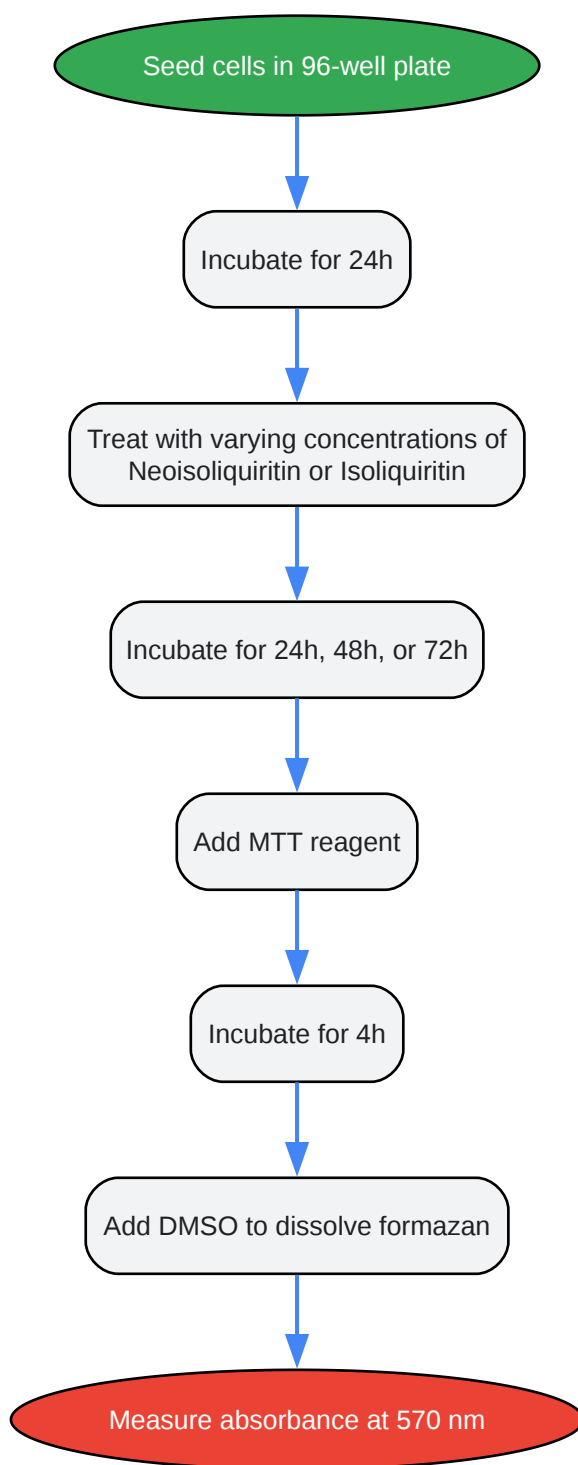 Seed cells in 96-well plate
Incubate for 24h
Treat with varying concentrations of
Neoisoliquiritin or Isoliquiritin
Incubate for 24h, 48h, or 72h
Add MTT reagent
Incubate for 4h
Add DMSO to dissolve formazan
Measure absorbance at 570 nm